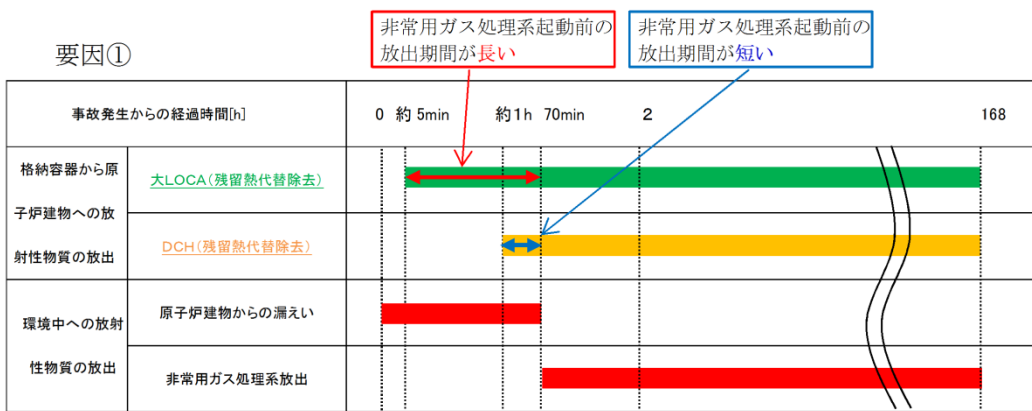 要因①
非常用ガス処理系起動前の
放出期間が長い
非常用ガス処理系起動前の
放出期間が短い
事故発生からの経過時間[h]
0 約5min 約1h 70min 2 168
格納容器から原
子炉建物への放
射性物質の放出
大LOCA(残留熱代替除去)
DCH(残留熱代替除去)
環境中への放射
性物質の放出
原子炉建物からの漏えい
非常用ガス処理系放出